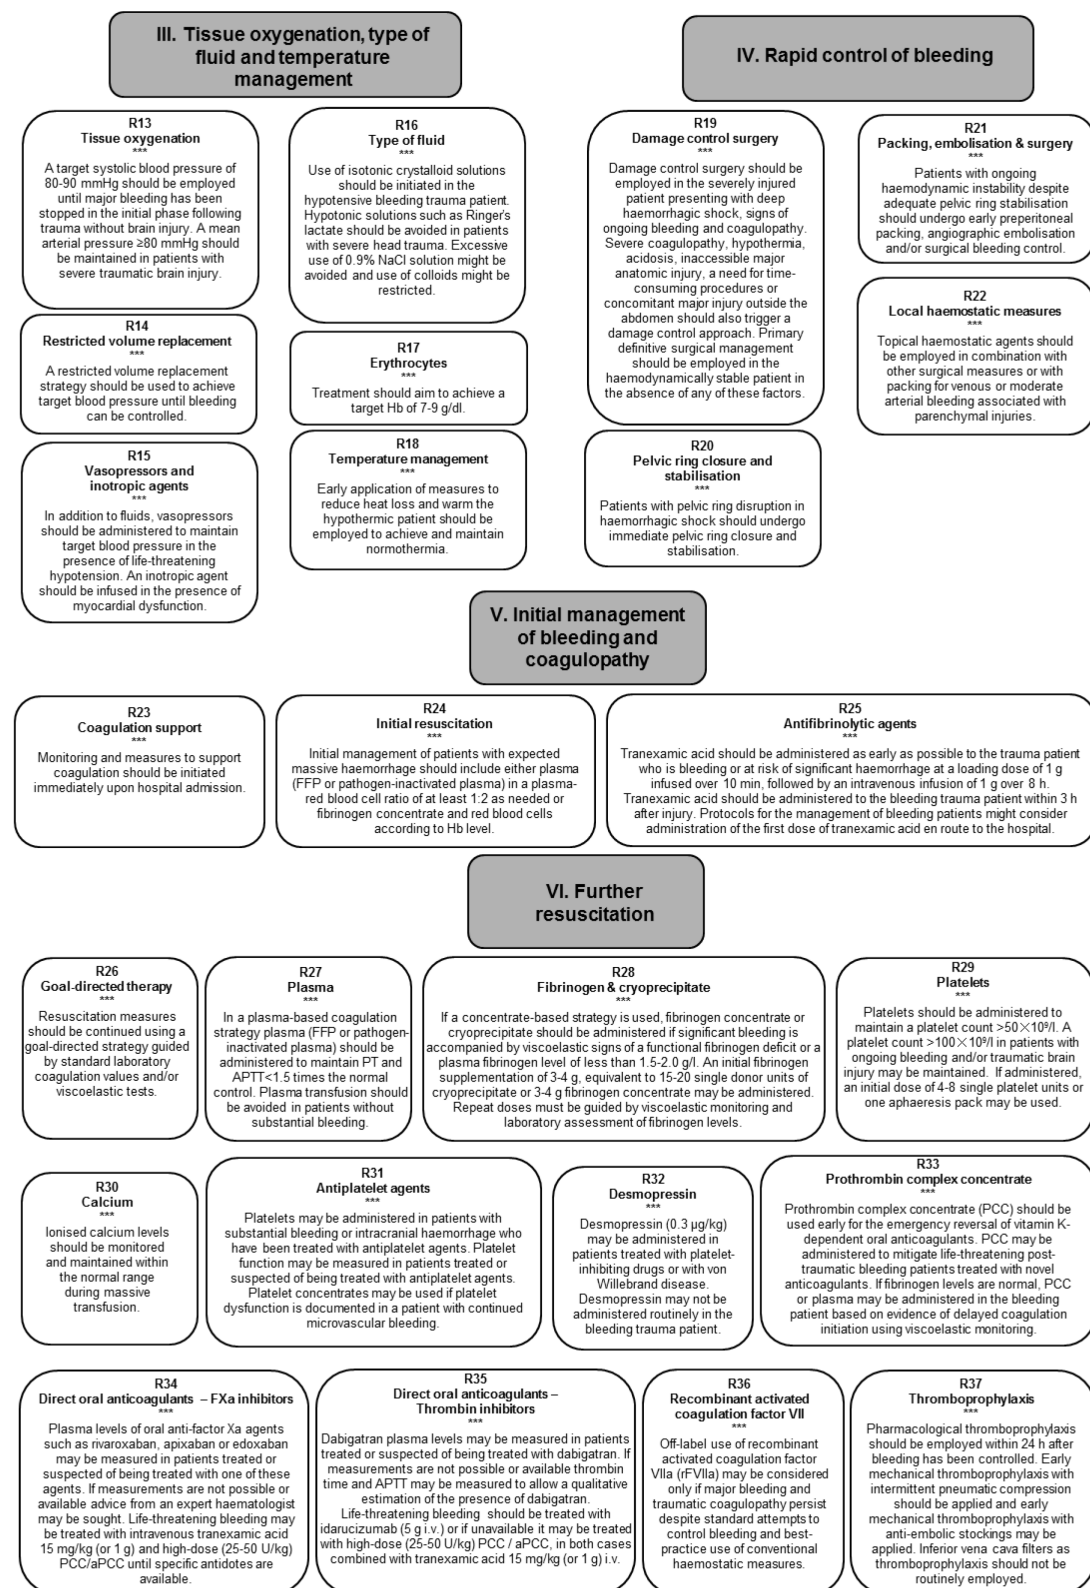 III. Tissue oxygenation, type of
fluid and temperature
management
IV. Rapid control of bleeding
R13
Tissue oxygenation
***
A target systolic blood pressure of
80-90 mmHg should be employed
until major bleeding has been
stopped in the initial phase following
trauma without brain injury. A mean
arterial pressure ≥80 mmHg should
be maintained in patients with
severe traumatic brain injury.
R14
Restricted volume replacement
***
A restricted volume replacement
strategy should be used to achieve
target blood pressure until bleeding
can be controlled.
R15
Vasopressors and
inotropic agents
***
In addition to fluids, vasopressors
should be administered to maintain
target blood pressure in the
presence of life-threatening
hypotension. An inotropic agent
should be infused in the presence of
myocardial dysfunction.
R16
Type of fluid
***
Use of isotonic crystalloid solutions
should be initiated in the
hypotensive bleeding trauma patient.
Hypotonic solutions such as Ringer's
lactate should be avoided in patients
with severe head trauma. Excessive
use of 0.9% NaCl solution might be
avoided and use of colloids might be
restricted.
R17
Erythrocytes
***
Treatment should aim to achieve a
target Hb of 7-9 g/dl.
R18
Temperature management
***
Early application of measures to
reduce heat loss and warm the
hypothermic patient should be
employed to achieve and maintain
normothermia.
R19
Damage control surgery
***
Damage control surgery should be
employed in the severely injured
patient presenting with deep
haemorrhagic shock, signs of
ongoing bleeding and coagulopathy.
Severe coagulopathy, hypothermia,
acidosis, inaccessible major
anatomic injury, a need for time-
consuming procedures or
concomitant major injury outside the
abdomen should also trigger a
damage control approach. Primary
definitive surgical management
should be employed in the
haemodynamically stable patient in
the absence of any of these factors.
R20
Pelvic ring closure and
stabilisation
***
Patients with pelvic ring disruption in
haemorrhagic shock should undergo
immediate pelvic ring closure and
stabilisation.
R21
Packing, embolisation & surgery
***
Patients with ongoing
haemodynamic instability despite
adequate pelvic ring stabilisation
should undergo early preperitoneal
packing, angiographic embolisation
and/or surgical bleeding control.
R22
Local haemostatic measures
***
Topical haemostatic agents should
be employed in combination with
other surgical measures or with
packing for venous or moderate
arterial bleeding associated with
parenchymal injuries.
V. Initial management
of bleeding and
coagulopathy
R23
Coagulation support
***
Monitoring and measures to support
coagulation should be initiated
immediately upon hospital admission.
R24
Initial resuscitation
***
Initial management of patients with expected
massive haemorrhage should include either plasma
(FFP or pathogen-inactivated plasma) in a plasma-
red blood cell ratio of at least 1:2 as needed or
fibrinogen concentrate and red blood cells
according to Hb level.
R25
Antifibrinolytic agents
***
Tranexamic acid should be administered as early as possible to the trauma patient
who is bleeding or at risk of significant haemorrhage at a loading dose of 1 g
infused over 10 min, followed by an intravenous infusion of 1 g over 8 h.
Tranexamic acid should be administered to the bleeding trauma patient within 3 h
after injury. Protocols for the management of bleeding patients might consider
administration of the first dose of tranexamic acid en route to the hospital.
VI. Further
resuscitation
R26
Goal-directed therapy
***
Resuscitation measures
should be continued using a
goal-directed strategy guided
by standard laboratory
coagulation values and/or
viscoelastic tests.
R27
Plasma
***
In a plasma-based coagulation
strategy plasma (FFP or pathogen-
inactivated plasma) should be
administered to maintain PT and
APTT<1.5 times the normal
control. Plasma transfusion should
be avoided in patients without
substantial bleeding.
R28
Fibrinogen & cryoprecipitate
***
If a concentrate-based strategy is used, fibrinogen concentrate or
cryoprecipitate should be administered if significant bleeding is
accompanied by viscoelastic signs of a functional fibrinogen deficit or a
plasma fibrinogen level of less than 1.5-2.0 g/l. An initial fibrinogen
supplementation of 3-4 g, equivalent to 15-20 single donor units of
cryoprecipitate or 3-4 g fibrinogen concentrate may be administered.
Repeat doses must be guided by viscoelastic monitoring and
laboratory assessment of fibrinogen levels.
R29
Platelets
***
Platelets should be administered to
maintain a platelet count >50×10⁹/l. A
platelet count >100×10⁹/l in patients with
ongoing bleeding and/or traumatic brain
injury may be maintained. If administered,
an initial dose of 4-8 single platelet units or
one aphaeresis pack may be used.
R30
Calcium
***
Ionised calcium levels
should be monitored
and maintained within
the normal range
during massive
transfusion.
R31
Antiplatelet agents
***
Platelets may be administered in patients with
substantial bleeding or intracranial haemorrhage who
have been treated with antiplatelet agents. Platelet
function may be measured in patients treated or
suspected of being treated with antiplatelet agents.
Platelet concentrates may be used if platelet
dysfunction is documented in a patient with continued
microvascular bleeding.
R32
Desmopressin
***
Desmopressin (0.3 µg/kg)
may be administered in
patients treated with platelet-
inhibiting drugs or with von
Willebrand disease.
Desmopressin may not be
administered routinely in the
bleeding trauma patient.
R33
Prothrombin complex concentrate
***
Prothrombin complex concentrate (PCC) should be
used early for the emergency reversal of vitamin K-
dependent oral anticoagulants. PCC may be
administered to mitigate life-threatening post-
traumatic bleeding patients treated with novel
anticoagulants. If fibrinogen levels are normal, PCC
or plasma may be administered in the bleeding
patient based on evidence of delayed coagulation
initiation using viscoelastic monitoring.
R34
Direct oral anticoagulants – FXa inhibitors
***
Plasma levels of oral anti-factor Xa agents
such as rivaroxaban, apixaban or edoxaban
may be measured in patients treated or
suspected of being treated with one of these
agents. If measurements are not possible or
available advice from an expert haematologist
may be sought. Life-threatening bleeding may
be treated with intravenous tranexamic acid
15 mg/kg (or 1 g) and high-dose (25-50 U/kg)
PCC/aPCC until specific antidotes are
available.
R35
Direct oral anticoagulants –
Thrombin inhibitors
***
Dabigatran plasma levels may be measured in patients
treated or suspected of being treated with dabigatran. If
measurements are not possible or available thrombin
time and APTT may be measured to allow a qualitative
estimation of the presence of dabigatran.
Life-threatening bleeding should be treated with
idarucizumab (5 g i.v.) or if unavailable it may be treated
with high-dose (25-50 U/kg) PCC / aPCC, in both cases
combined with tranexamic acid 15 mg/kg (or 1 g) i.v.
R36
Recombinant activated
coagulation factor VII
***
Off-label use of recombinant
activated coagulation factor
VIIa (rFVIIa) may be considered
only if major bleeding and
traumatic coagulopathy persist
despite standard attempts to
control bleeding and best-
practice use of conventional
haemostatic measures.
R37
Thromboprophylaxis
***
Pharmacological thromboprophylaxis
should be employed within 24 h after
bleeding has been controlled. Early
mechanical thromboprophylaxis with
intermittent pneumatic compression
should be applied and early
mechanical thromboprophylaxis with
anti-embolic stockings may be
applied. Inferior vena cava filters as
thromboprophylaxis should not be
routinely employed.